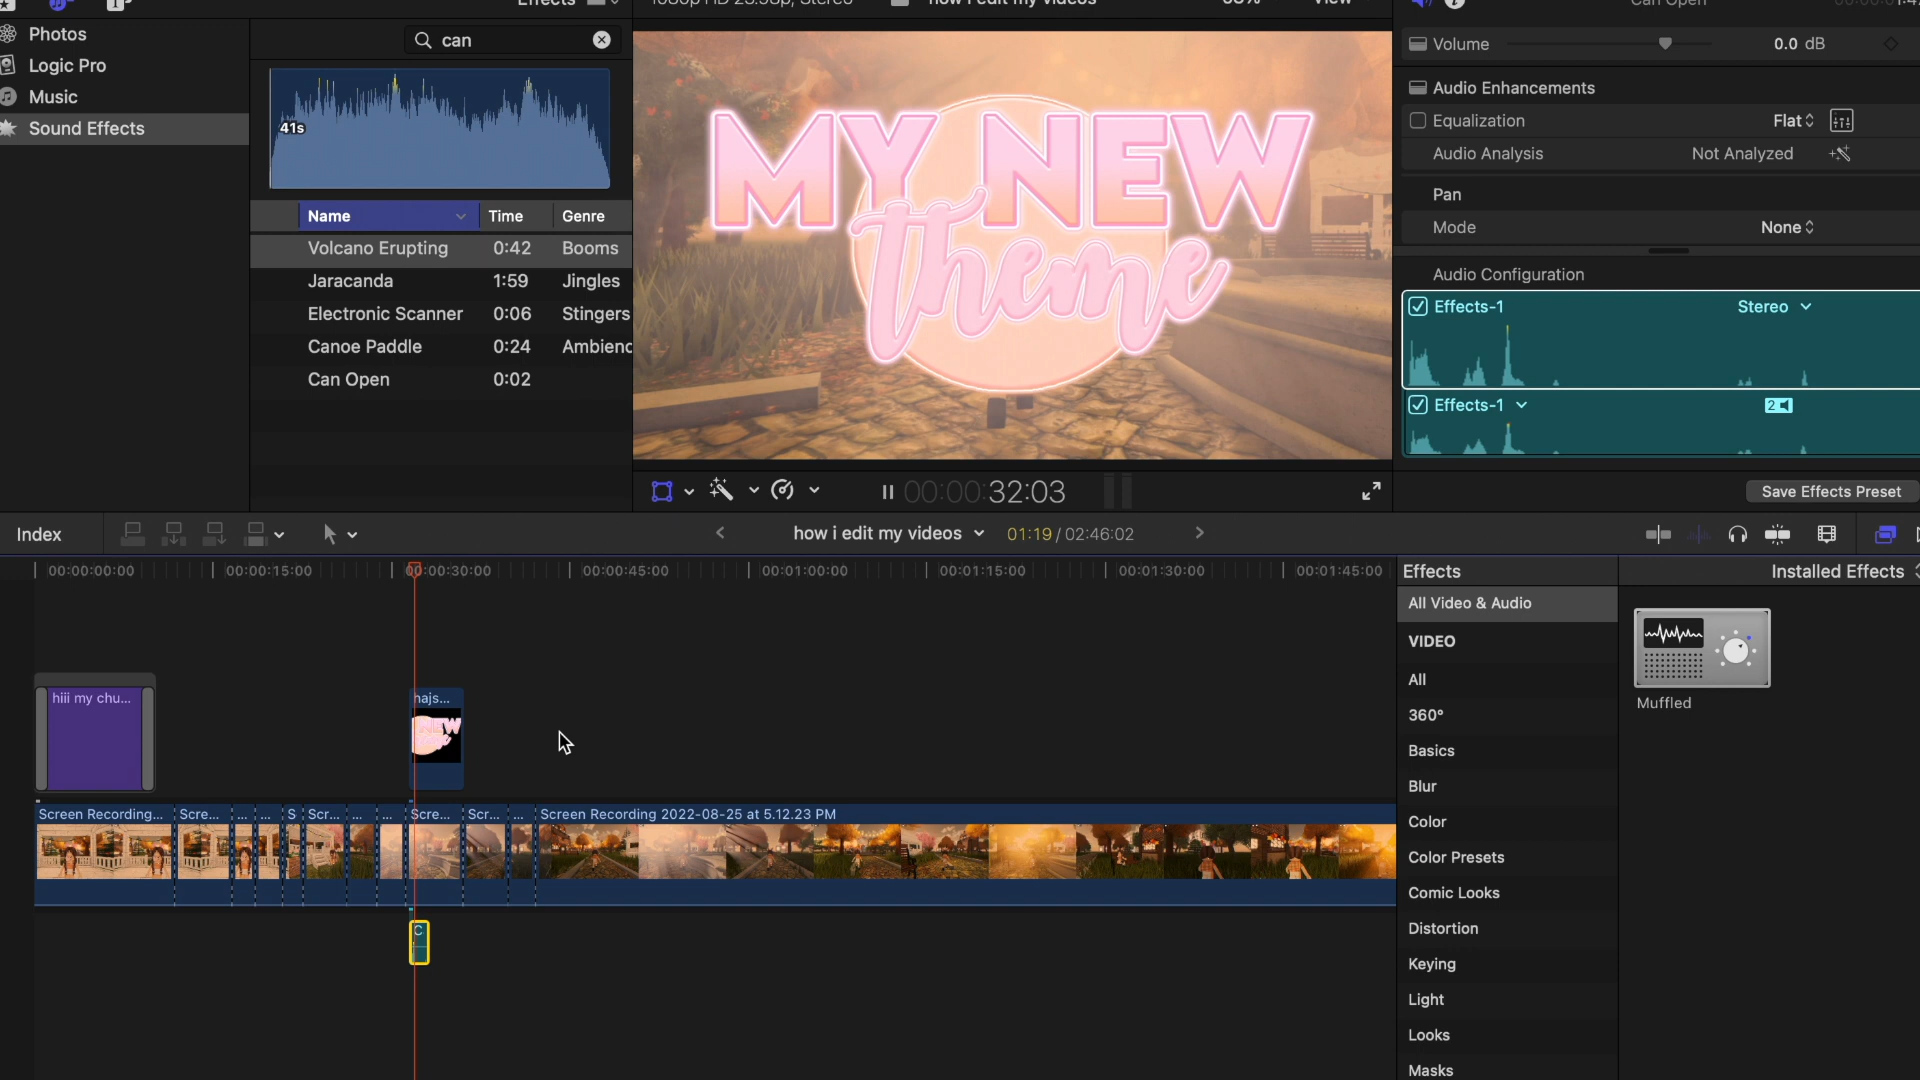 Effects
1080p HD 23.98p, Stereo
how i edit my videos
View
Can Open
Photos
Logic Pro
Music
Sound Effects
can
41s
Name Time Genre
Volcano Erupting 0:42 Booms
Jaracanda 1:59 Jingles
Electronic Scanner 0:06 Stingers
Canoe Paddle 0:24 Ambienc
Can Open 0:02
MY NEW
theme
Volume 0.0 dB
Audio Enhancements
Equalization Flat
Audio Analysis Not Analyzed
Pan
Mode None
Audio Configuration
Effects-1 Stereo
Effects-1 2
Save Effects Preset
00:00:32:03
Index
how i edit my videos 01:19 / 02:46:02
00:00:00:00 00:00:15:00 00:00:30:00 00:00:45:00 00:01:00:00 00:01:15:00 00:01:30:00 00:01:45:00
hiii my chu...
hajs...
NEW
Screen Recording... Scre... ... ... S Scr... ... ... Scre... Scr... ... Screen Recording 2022-08-25 at 5.12.23 PM
C
Effects Installed Effects
All Video & Audio
VIDEO
All
360°
Basics
Blur
Color
Color Presets
Comic Looks
Distortion
Keying
Light
Looks
Masks
Muffled